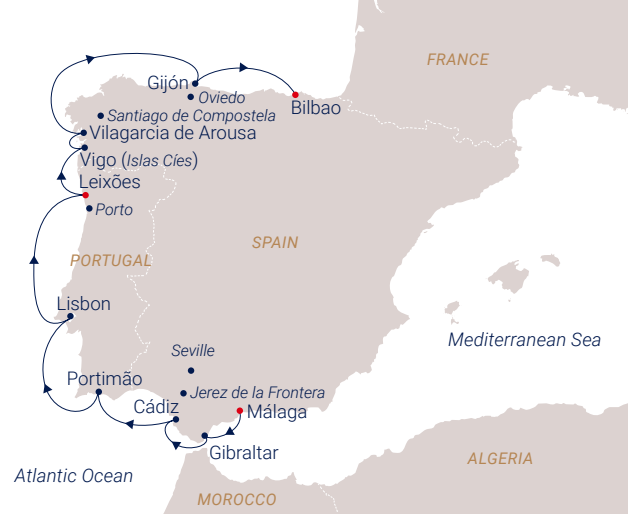 FRANCE
Gijón
Oviedo
Bilbao
Santiago de Compostela
Vilagarcia de Arousa
Vigo (Islas Cíes)
Leixões
Porto
SPAIN
PORTUGAL
Lisbon
Mediterranean Sea
Seville
Portimão
Jerez de la Frontera
Cádiz
Málaga
Gibraltar
ALGERIA
Atlantic Ocean
MOROCCO